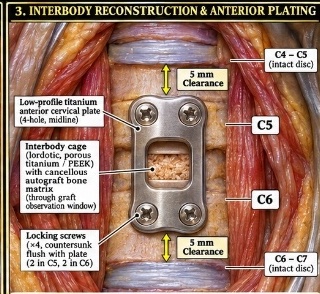 3. INTERBODY RECONSTRUCTION & ANTERIOR PLATING
C4 – C5
(intact disc)
5 mm
Clearance
Low-profile titanium
anterior cervical plate
(4-hole, midline)
C5
Interbody cage
(lordotic, porous
titanium / PEEK)
with cancellous
autograft bone
matrix
(through graft
observation window)
C6
Locking screws
(×4, countersunk
flush with plate
(2 in C5, 2 in C6)
5 mm
Clearance
C6 – C7
(intact disc)